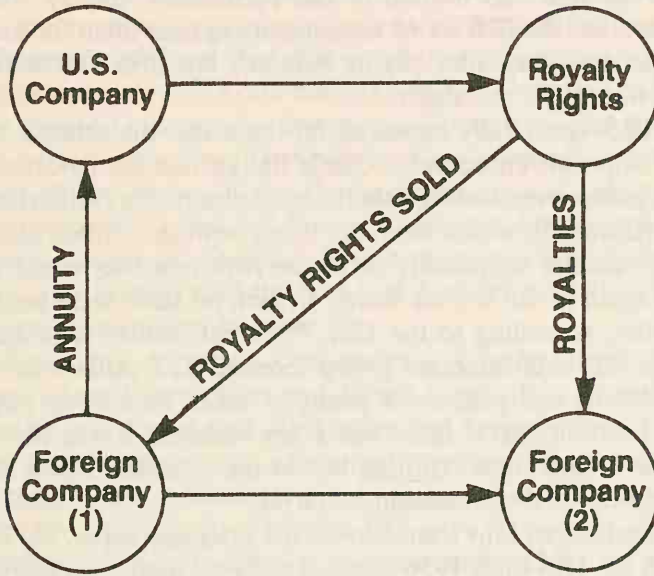 U.S.
Company
Royalty
Rights
ROYALTY RIGHTS SOLD
ANNUITY
ROYALTIES
Foreign
Company
(1)
Foreign
Company
(2)